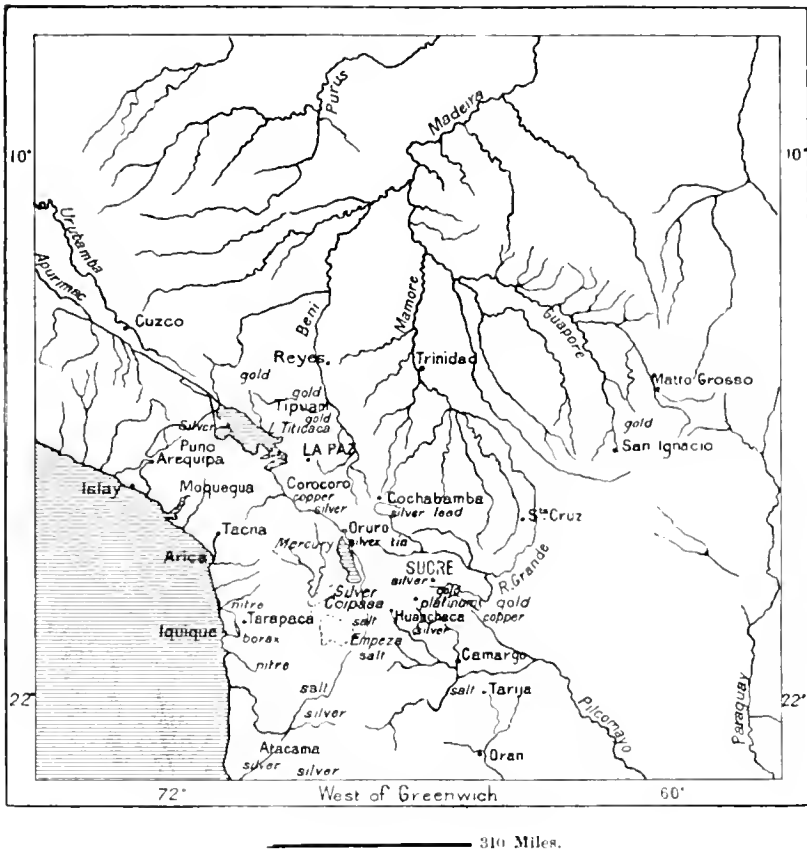 Purus
Madeira
10°
10°
Urubamba
Apurimac
Cuzco
Beni
Mamore
Guapore
Reyes
Trinidad
gold
Matto Grosso
gold
Tipuani
gold
Silver
L. Titicaca
gold
Puno
LA PAZ
San Ignacio
Arequipa
Corocoro
Islay
Moquegua
copper
Cochabamba
silver
silver lead
Sta. Cruz
Tacna
Oruro
Mercury
silver tin
Arica
SUCRE
R. Grande
silver
Silver
gold
Coipasa
platinum
gold
nitre
salt
Huanchaca
copper
Tarapaca
silver
Iquique
borax
Empeza
salt
Camargo
nitre
22°
salt
salt
Tarija
22°
silver
Pilcomayo
Paraguay
Atacama
Oran
silver
silver
72°
West of Greenwich
60°
310 Miles.